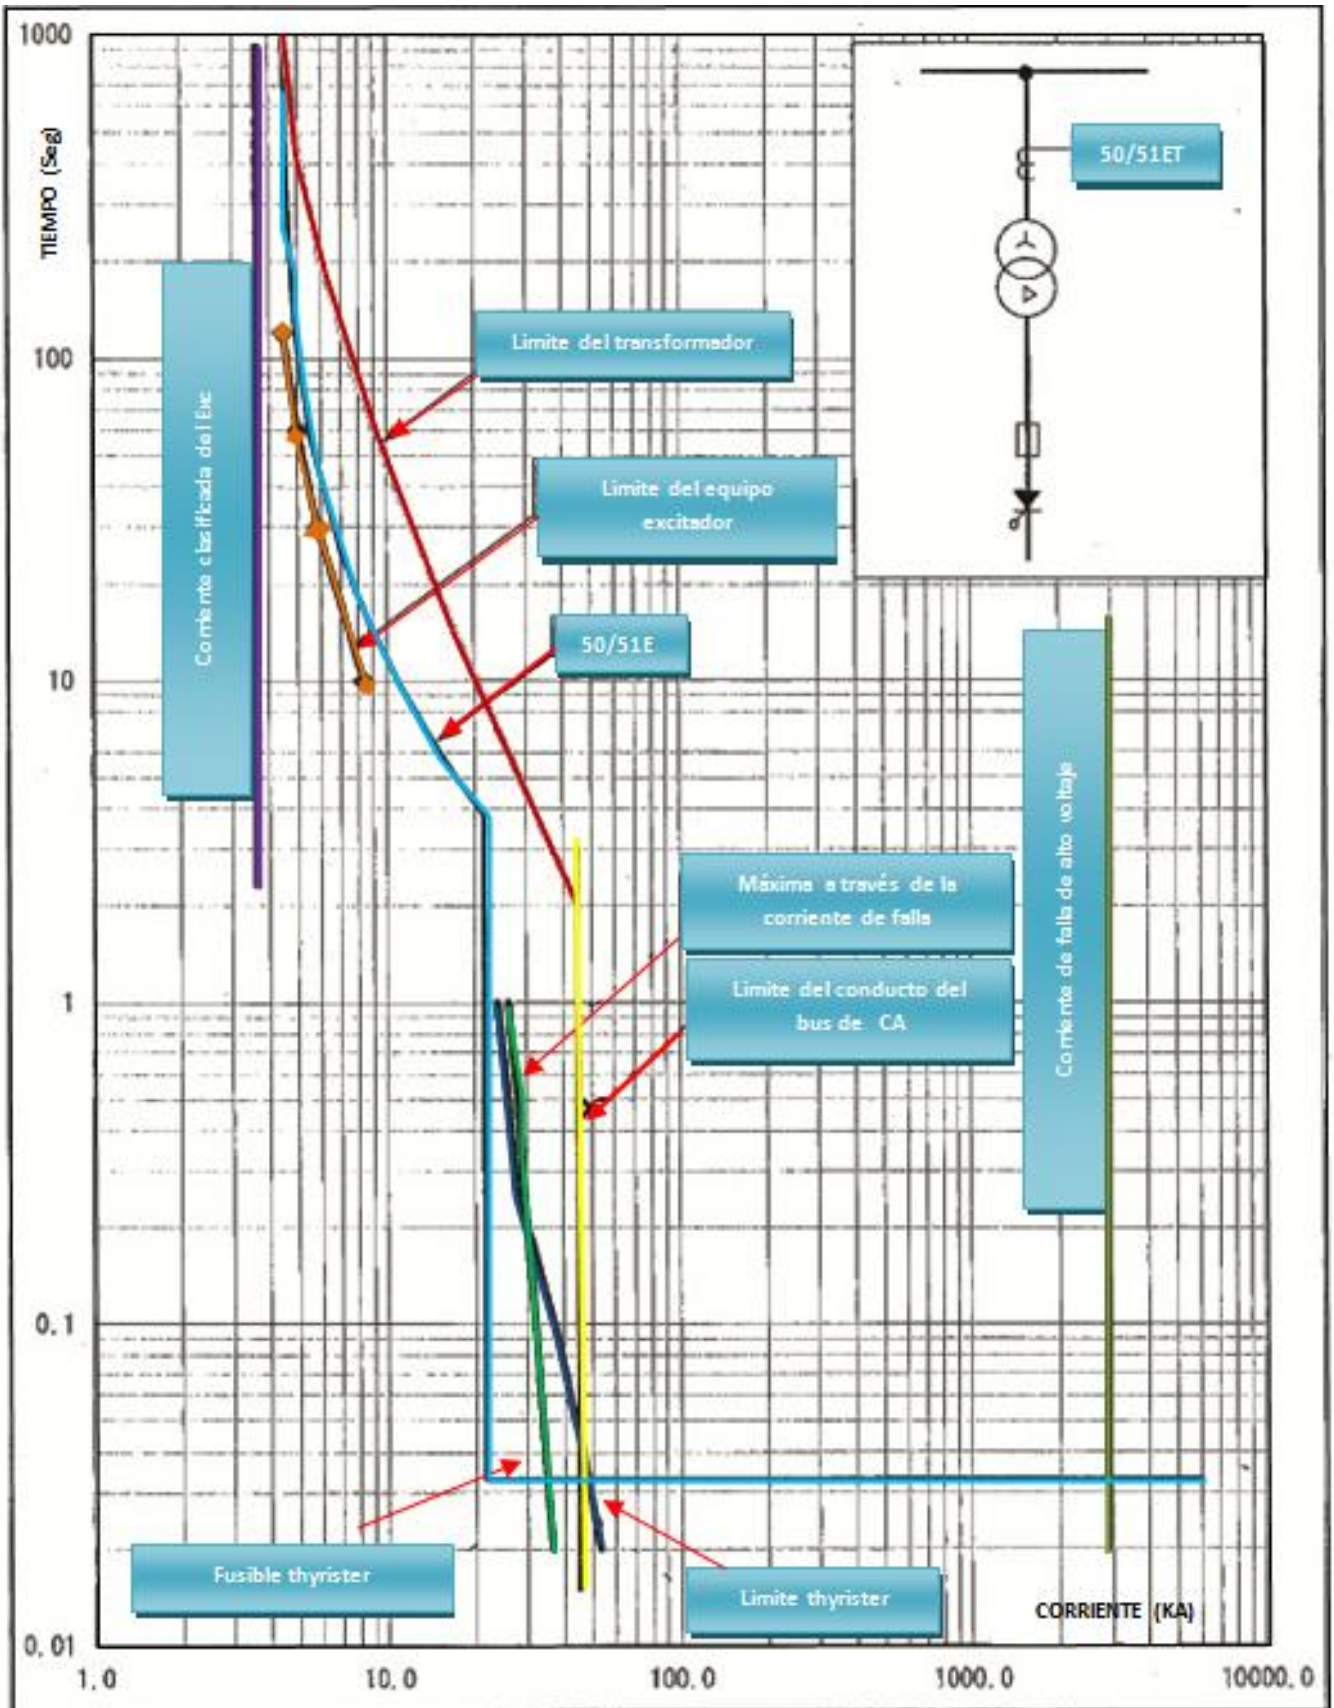 1000
TIEMPO (Seg)
50/51ET
Limite del transformador
100
Corriente clasificada del Exc
Limite del equipo
excitador
50/51E
10
Corriente de falla de alto voltaje
Máxima a través de la
corriente de falla
Limite del conducto del
bus de CA
1
0.1
Fusible thyrister
Limite thyrister
CORRIENTE (KA)
0.01
1.0
10.0
100.0
1000.0
10000.0